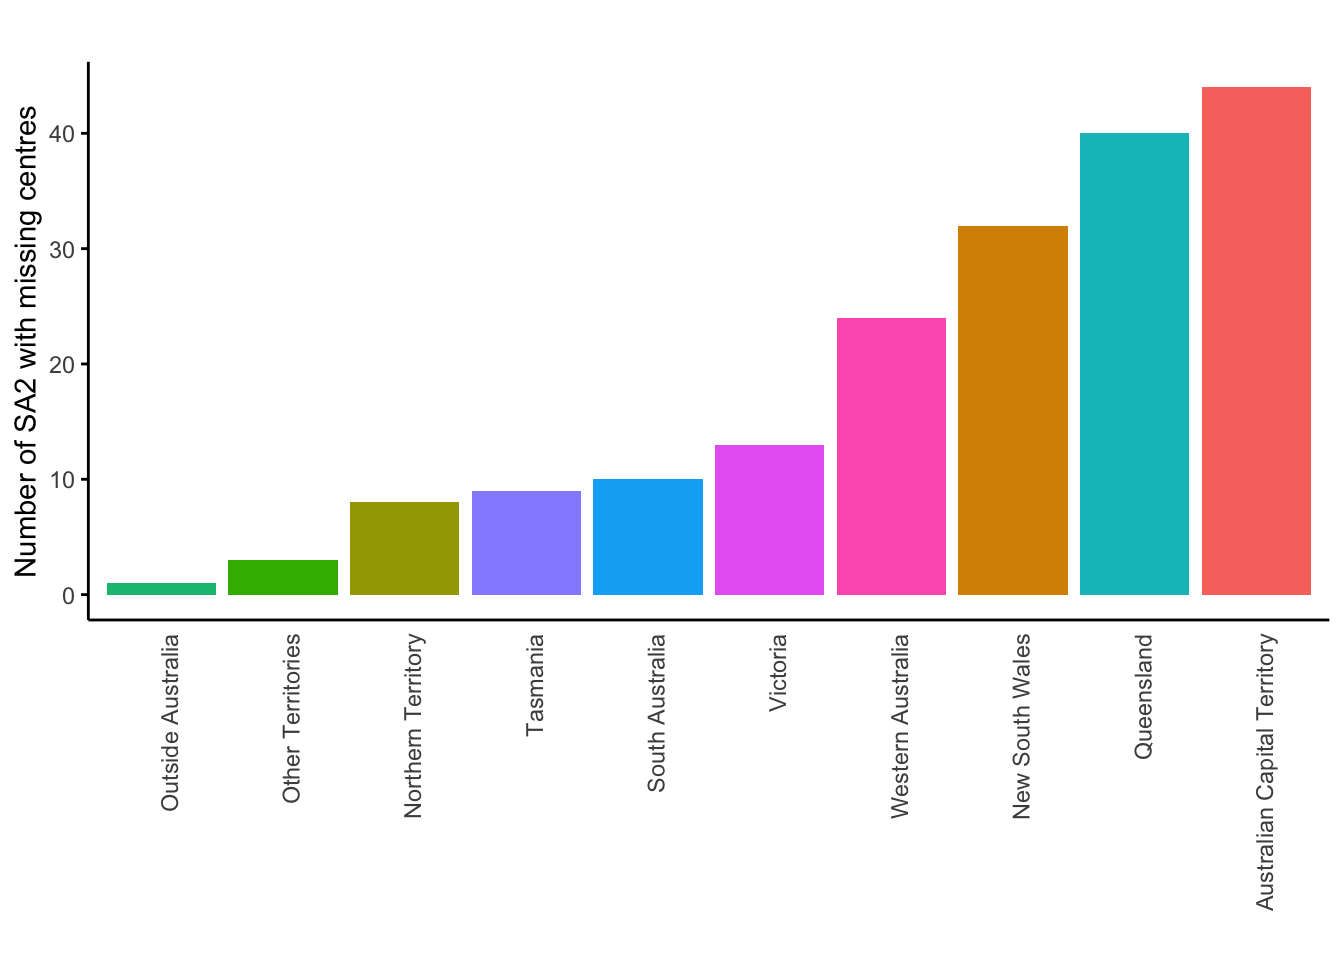 Number of SA2 with missing centres
40
30
20
10
0
Outside Australia
Other Territories
Northern Territory
Tasmania
South Australia
Victoria
Western Australia
New South Wales
Queensland
Australian Capital Territory